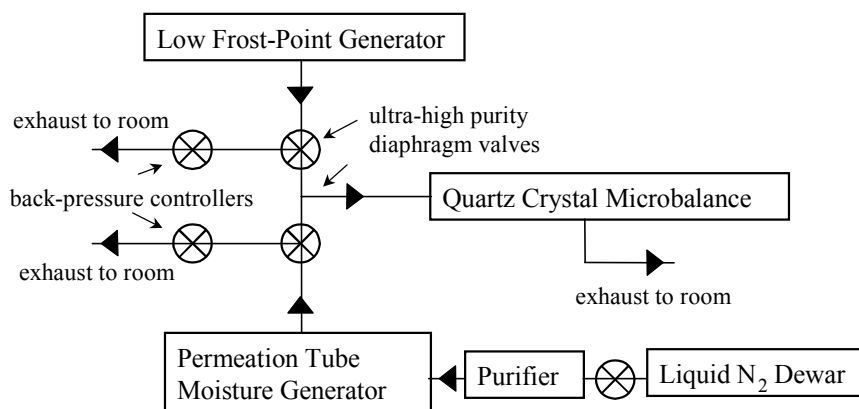 Low Frost-Point Generator
exhaust to room
ultra-high purity
diaphragm valves
back-pressure controllers
Quartz Crystal Microbalance
exhaust to room
exhaust to room
Permeation Tube
Moisture Generator
Purifier
Liquid N₂ Dewar